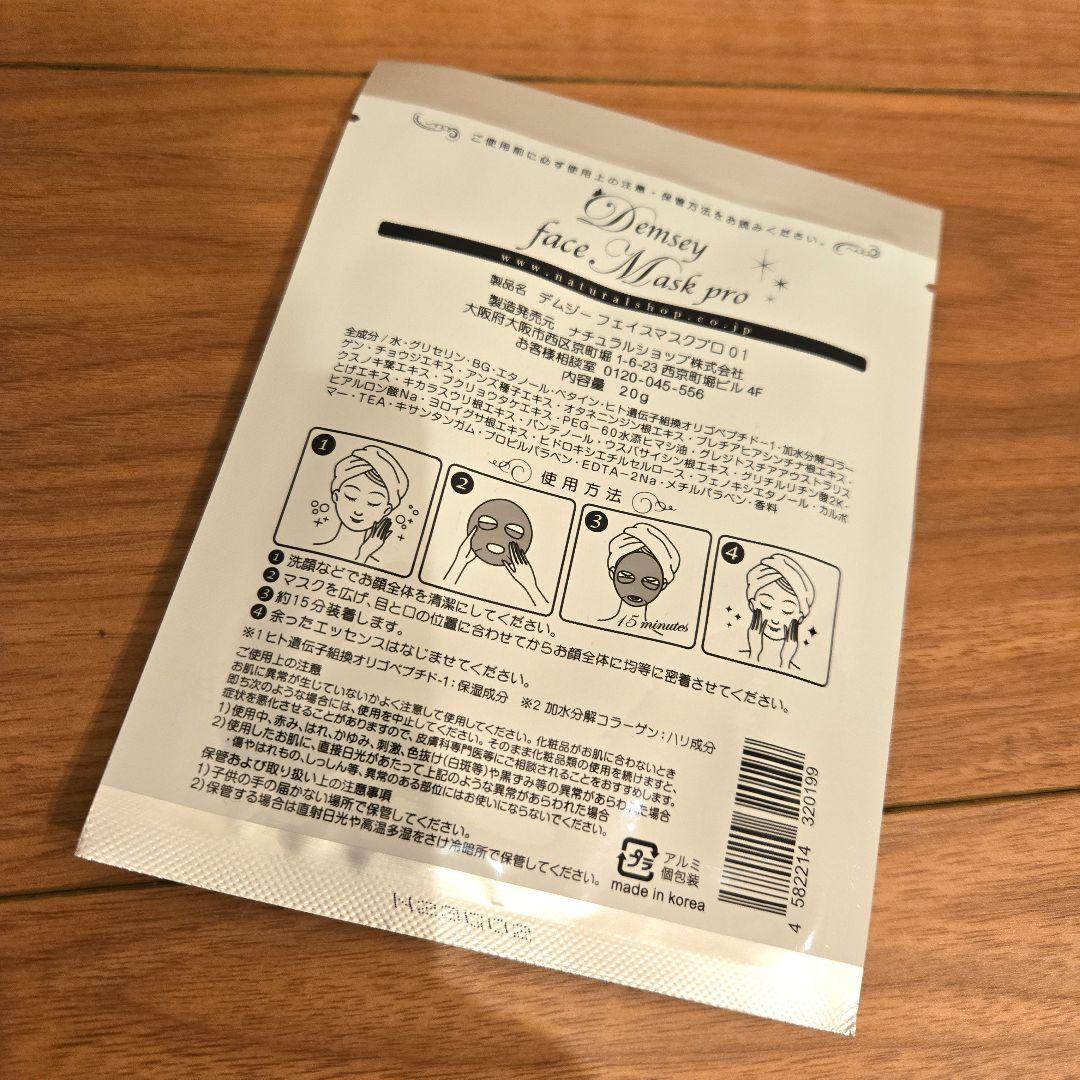 ご使用前に必ず使用上の注意・保管方法をお読みください。
Demsey
face Mask pro
www.naturalshop.co.jp
製品名 デムジー フェイスマスクプロ 01
製造発売元 ナチュラルショップ株式会社
大阪府大阪市西区京町堀 1-6-23 西京町堀ビル 4F
お客様相談室 0120-045-556
内容量 20g
全成分/水・グリセリン・BG・エタノール・ベタイン・ヒト遺伝子組換オリゴペプチドー1・加水分解コラー
ゲン・チョウジエキス・アンズ種子エキス・オタネニンジン根エキス・ブレチアヒアシンチナ根エキス・
クスノキ葉エキス・フクリョウタケエキス・PEG-60水添ヒマシ油・グレジストチアアウストラリス
とげエキス・キカラスウリ根エキス・パンテノール・ウスバサイシン根エキス・グリチルリチン酸2K・
ヒアルロン酸Na・ヨロイグサ根エキス・ヒドロキシエチルセルロース・フェノキシエタノール・カルボ
マー・TEA・キサンタンガム・プロピルパラベン・EDTA-2Na・メチルパラベン・香料
使用方法
1
2
3
4
15 minutes
❶ 洗顔などでお顔全体を清潔にしてください。
❷ マスクを広げ、目と口の位置に合わせてからお顔全体に均等に密着させてください。
❸ 約15分装着します。
❹ 余ったエッセンスはなじませてください。
※1 ヒト遺伝子組換オリゴペプチド-1：保湿成分 ※2 加水分解コラーゲン：ハリ成分
ご使用上の注意
お肌に異常が生じていないかよく注意して使用してください。化粧品がお肌に合わないとき
即ち次のような場合には、使用を中止してください。そのまま化粧品類の使用を続けますと、
症状を悪化させることがありますので、皮膚科専門医等にご相談されることをおすすめします。
1) 使用中、赤み、はれ、かゆみ、刺激、色抜け(白斑等)や黒ずみ等の異常があらわれた場合
2) 使用したお肌に、直接日光があたって上記のような異常があらわれた場合
・傷やはれもの、しっしん等、異常のある部位にはお使いにならないでください。
保管および取り扱い上の注意事項
1) 子供の手の届かない場所で保管してください。
2) 保管する場合は直射日光や高温多湿をさけ冷暗所で保管してください。
プラ
アルミ
個包装
made in korea
4 582214 320199